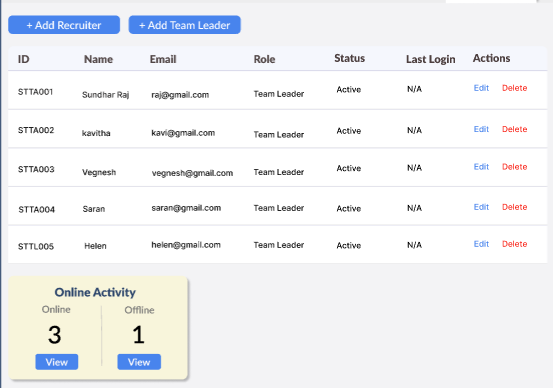 + Add Recruiter + Add Team Leader
ID Name Email Role Status Last Login Actions
STTA001 Sundhar Raj raj@gmail.com Team Leader Active N/A Edit Delete
STTA002 kavitha kavi@gmail.com Team Leader Active N/A Edit Delete
STTA003 Vegnesh vegnesh@gmail.com Team Leader Active N/A Edit Delete
STTA004 Saran saran@gmail.com Team Leader Active N/A Edit Delete
STTL005 Helen helen@gmail.com Team Leader Active N/A Edit Delete
Online Activity
Online Offline
3 1
View View